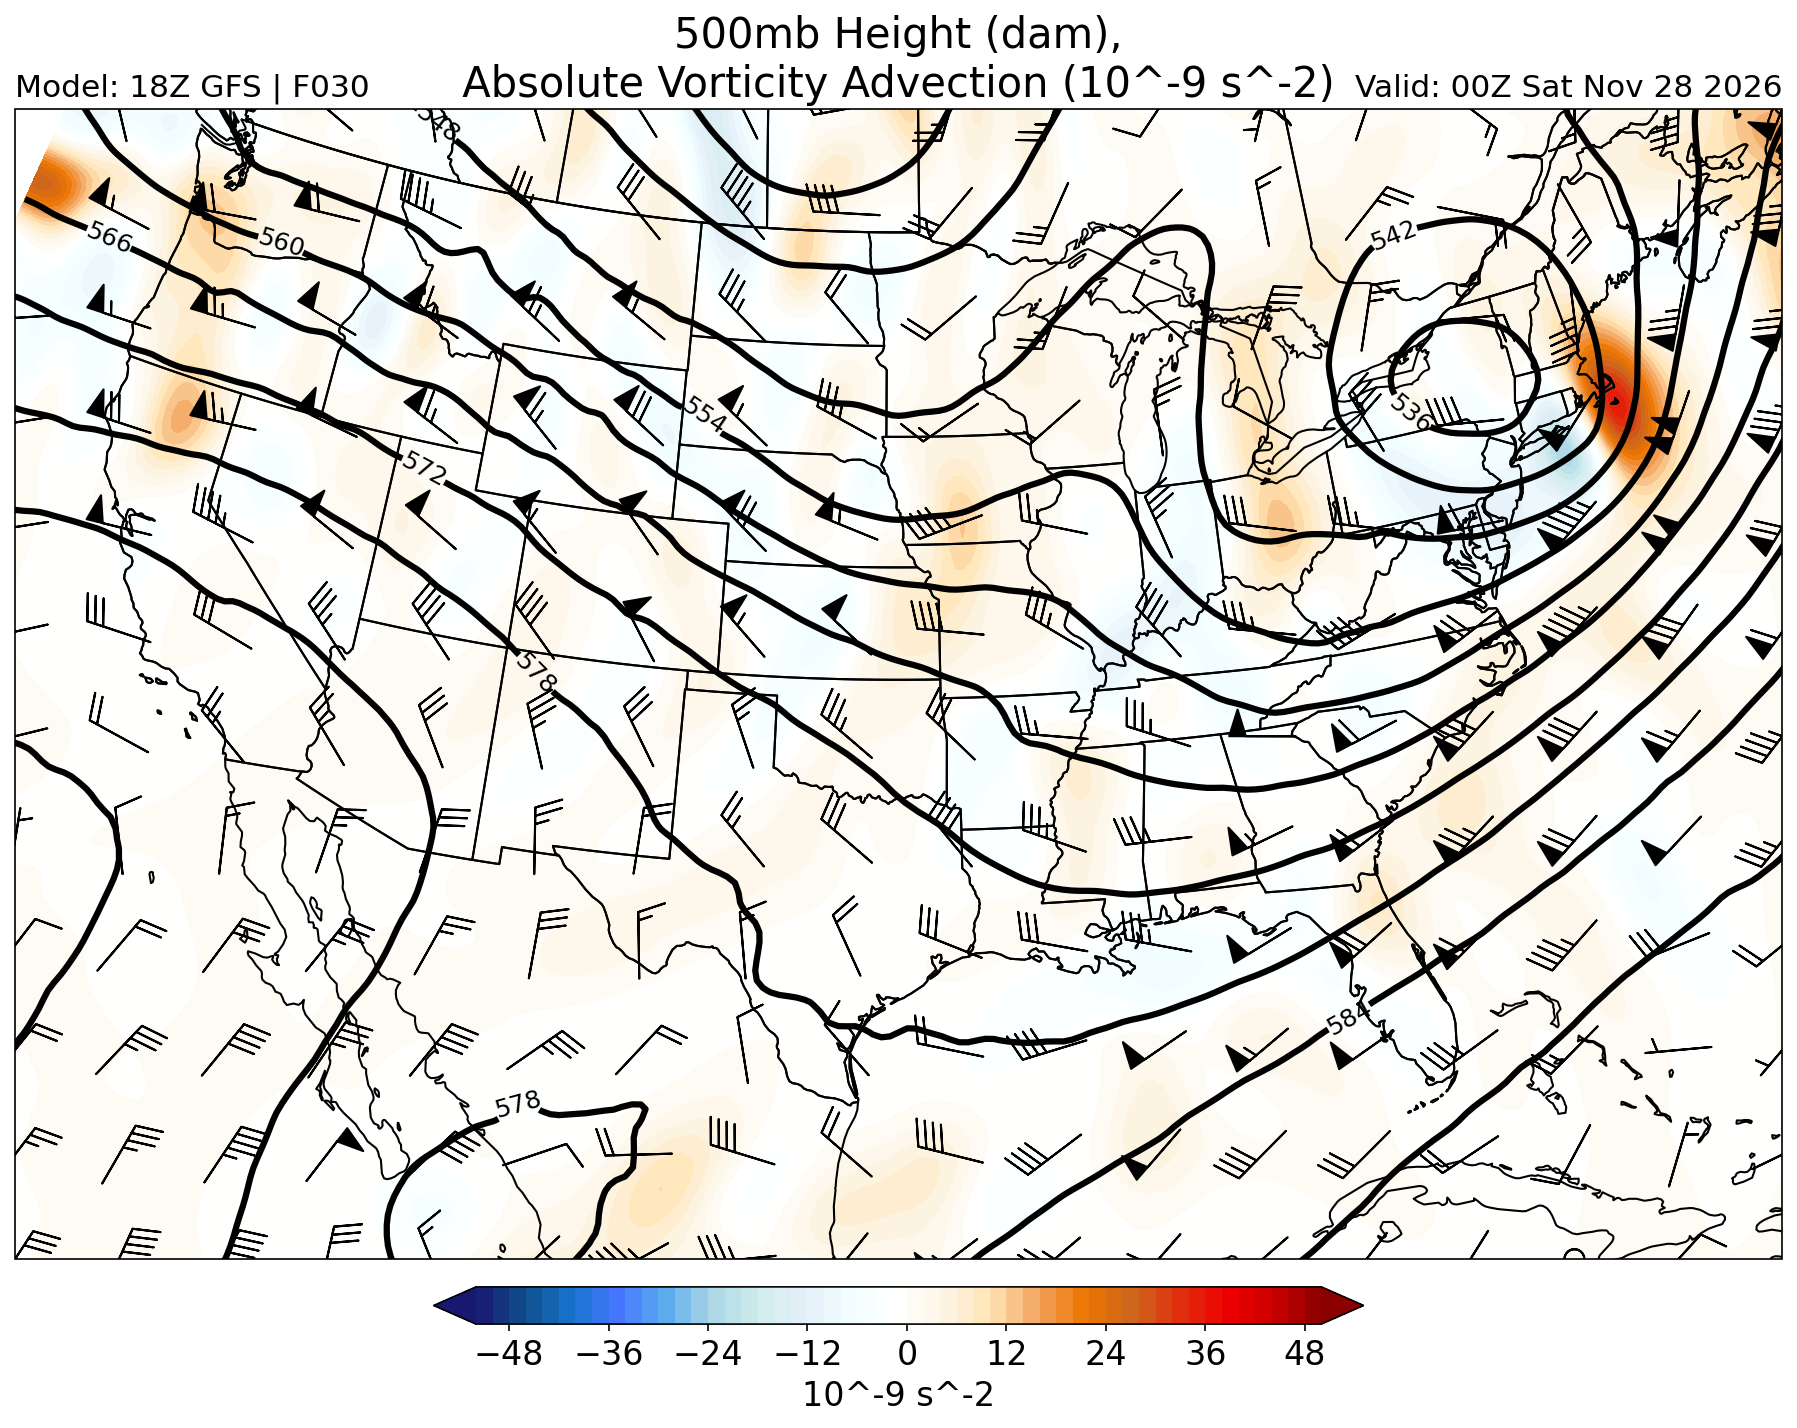 500mb Height (dam),
Model: 18Z GFS | F030
Absolute Vorticity Advection (10^-9 s^-2)
Valid: 00Z Sat Nov 28 2026
548
566
560
542
536
554
572
578
584
578
−48 −36 −24 −12 0 12 24 36 48
10^-9 s^-2